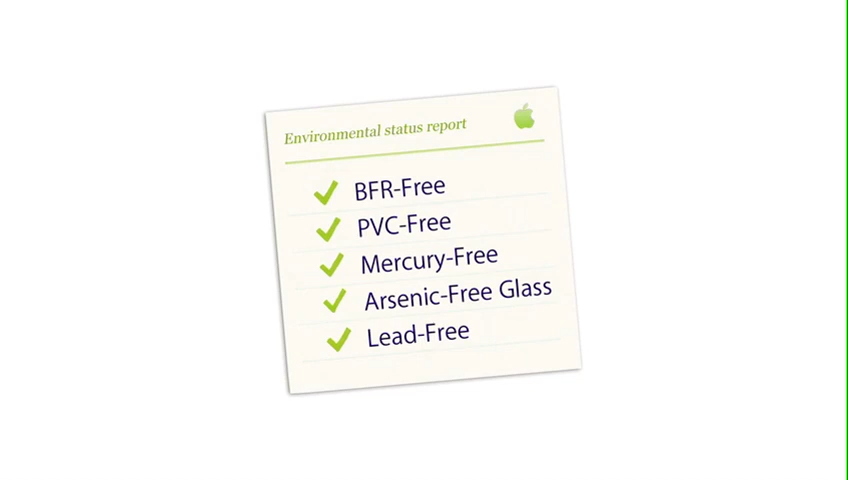 Environmental status report
BFR-Free
PVC-Free
Mercury-Free
Arsenic-Free Glass
Lead-Free